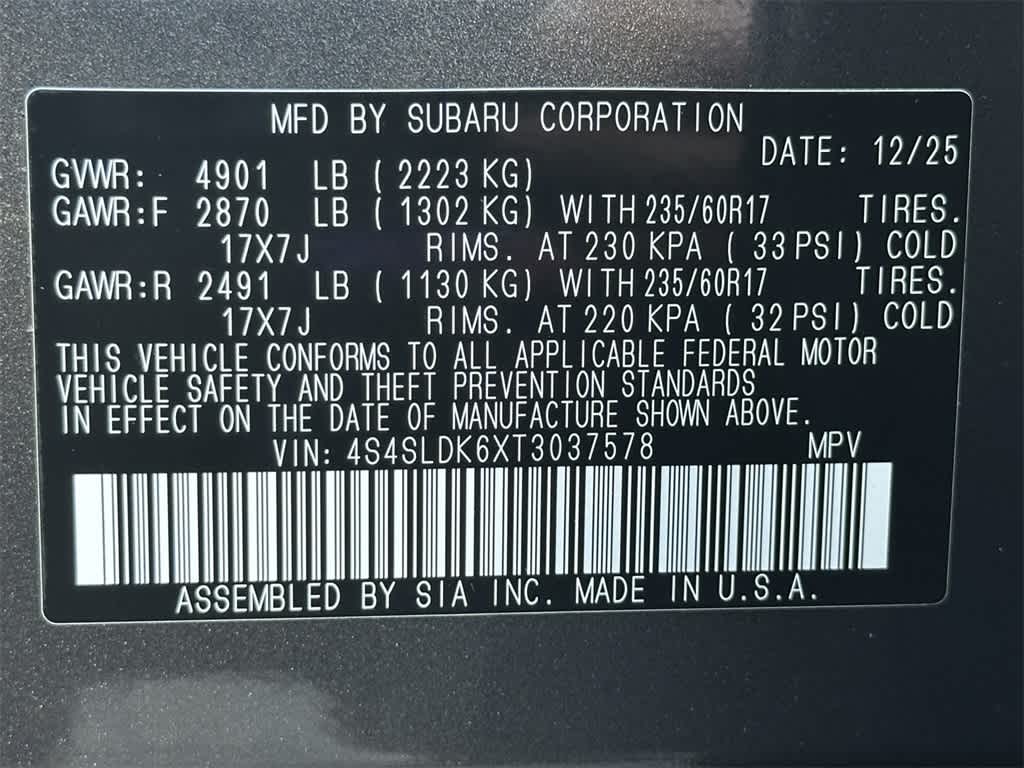 MFD BY SUBARU CORPORATION
DATE: 12/25
GVWR: 4901 LB ( 2223 KG)
GAWR:F 2870 LB ( 1302 KG) WITH 235/60R17 TIRES.
17X7J RIMS. AT 230 KPA ( 33 PSI) COLD
GAWR:R 2491 LB ( 1130 KG) WITH 235/60R17 TIRES.
17X7J RIMS. AT 220 KPA ( 32 PSI) COLD
THIS VEHICLE CONFORMS TO ALL APPLICABLE FEDERAL MOTOR
VEHICLE SAFETY AND THEFT PREVENTION STANDARDS
IN EFFECT ON THE DATE OF MANUFACTURE SHOWN ABOVE.
VIN: 4S4SLDK6XT3037578 MPV
ASSEMBLED BY SIA INC. MADE IN U.S.A.